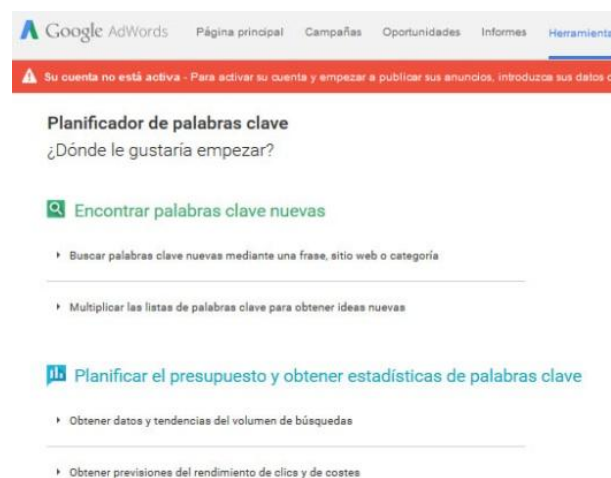 Google AdWords Página principal Campañas Oportunidades Informes Herramienta
Su cuenta no está activa - Para activar su cuenta y empezar a publicar sus anuncios, introduzca sus datos
Planificador de palabras clave
¿Dónde le gustaría empezar?
Encontrar palabras clave nuevas
Buscar palabras clave nuevas mediante una frase, sitio web o categoría
Multiplicar las listas de palabras clave para obtener ideas nuevas
Planificar el presupuesto y obtener estadísticas de palabras clave
Obtener datos y tendencias del volumen de búsquedas
Obtener previsiones del rendimiento de clics y de costes